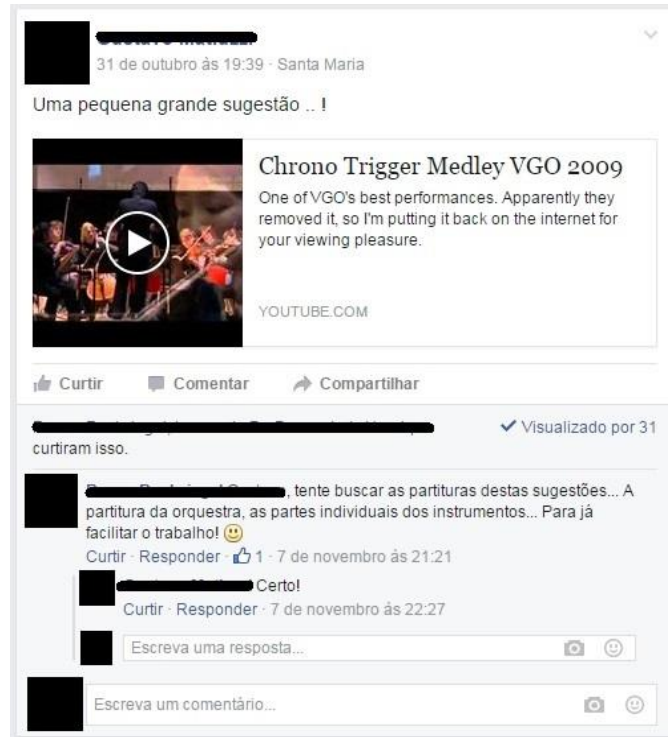 31 de outubro às 19:39 · Santa Maria
Uma pequena grande sugestão .. !
Chrono Trigger Medley VGO 2009
One of VGO's best performances. Apparently they
removed it, so I'm putting it back on the internet for
your viewing pleasure.
YOUTUBE.COM
Curtir Comentar Compartilhar
Visualizado por 31
curtiram isso.
, tente buscar as partituras destas sugestões... A
partitura da orquestra, as partes individuais dos instrumentos... Para já
facilitar o trabalho!
Curtir · Responder · 1 · 7 de novembro às 21:21
Certo!
Curtir · Responder · 7 de novembro às 22:27
Escreva uma resposta...
Escreva um comentário...